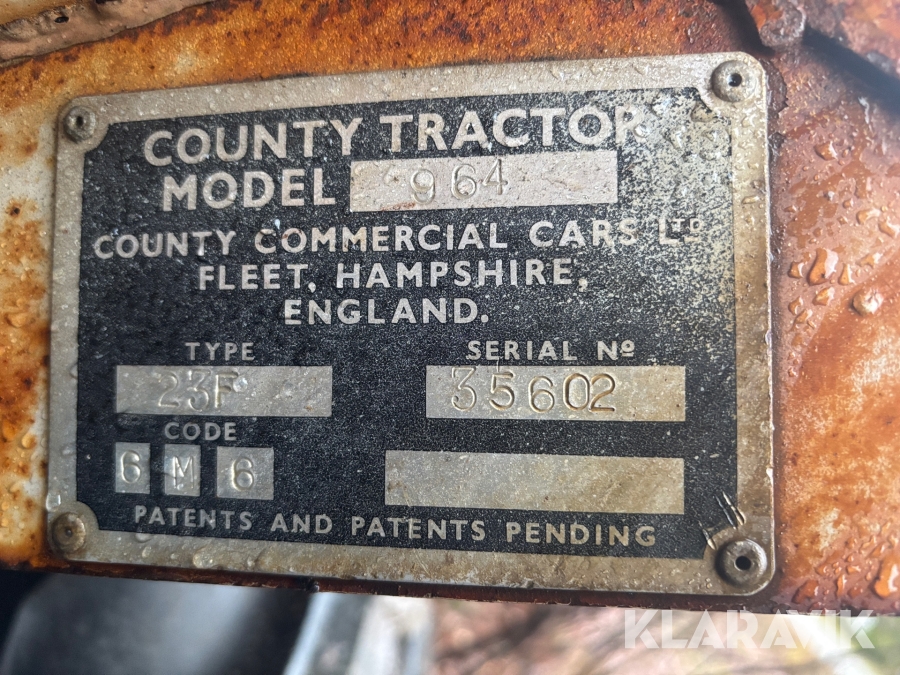 COUNTY TRACTOR
MODEL 964
COUNTY COMMERCIAL CARS LTD
FLEET, HAMPSHIRE,
ENGLAND.
TYPE SERIAL No
23F 35602
CODE
6 M 6
PATENTS AND PATENTS PENDING
KLARAVIK